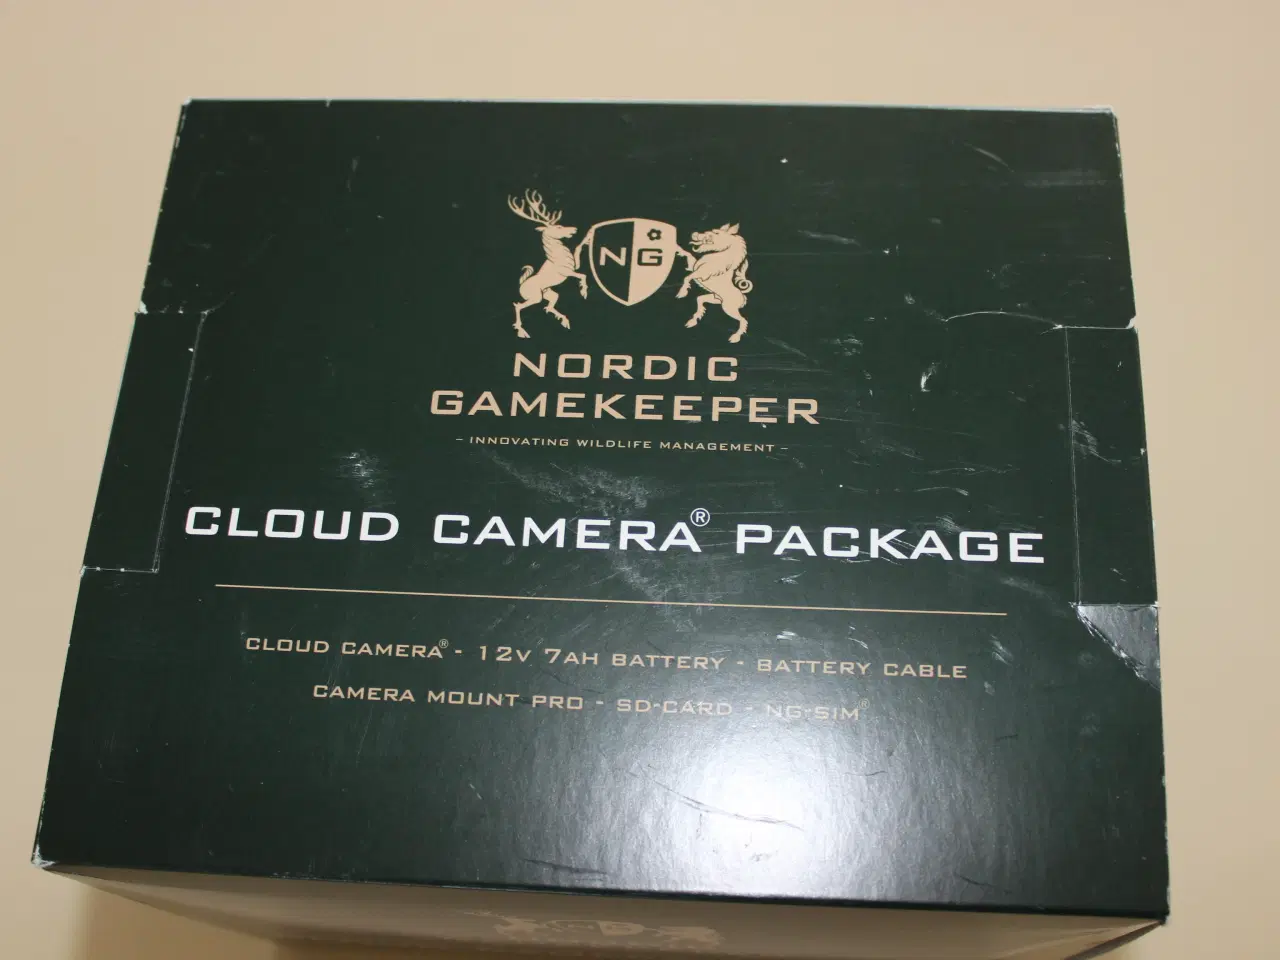 NG
NORDIC
GAMEKEEPER
- INNOVATING WILDLIFE MANAGEMENT -
CLOUD CAMERA® PACKAGE
CLOUD CAMERA® - 12V 7AH BATTERY - BATTERY CABLE
CAMERA MOUNT PRO - SD-CARD - NG-SIM®